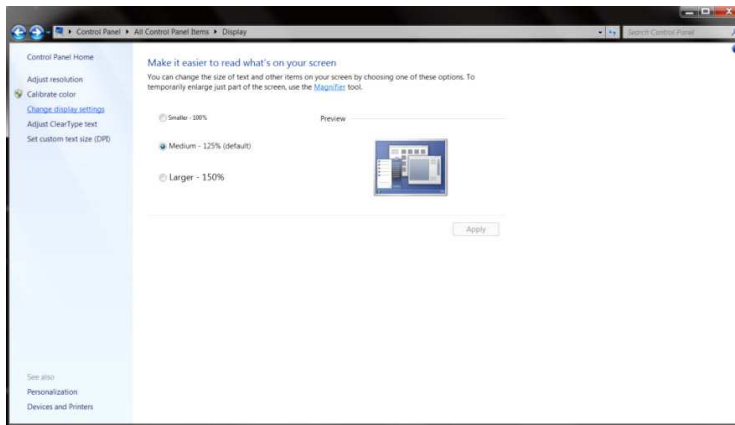 Control Panel ▸ All Control Panel Items ▸ Display
Search Control Panel
Control Panel Home
Adjust resolution
Calibrate color
Change display settings
Adjust ClearType text
Set custom text size (DPI)
Make it easier to read what's on your screen
You can change the size of text and other items on your screen by choosing one of these options. To
temporarily enlarge just part of the screen, use the Magnifier tool.
Smaller - 100%
Preview
Medium - 125% (default)
Larger - 150%
Apply
See also
Personalization
Devices and Printers